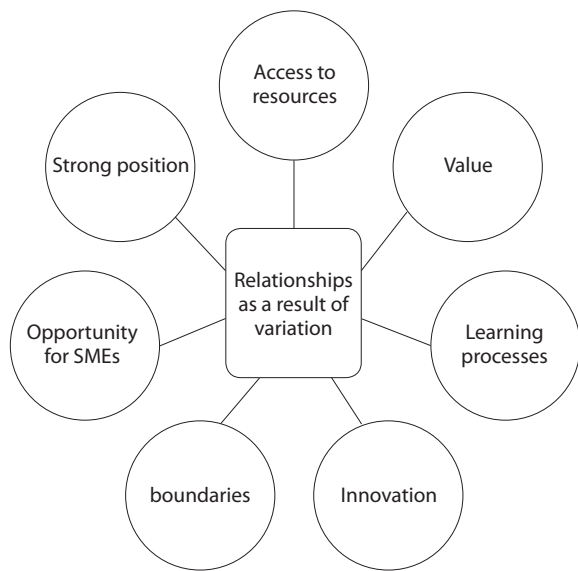 Access to
resources
Strong position
Value
Relationships
as a result of
variation
Opportunity
for SMEs
Learning
processes
boundaries
Innovation